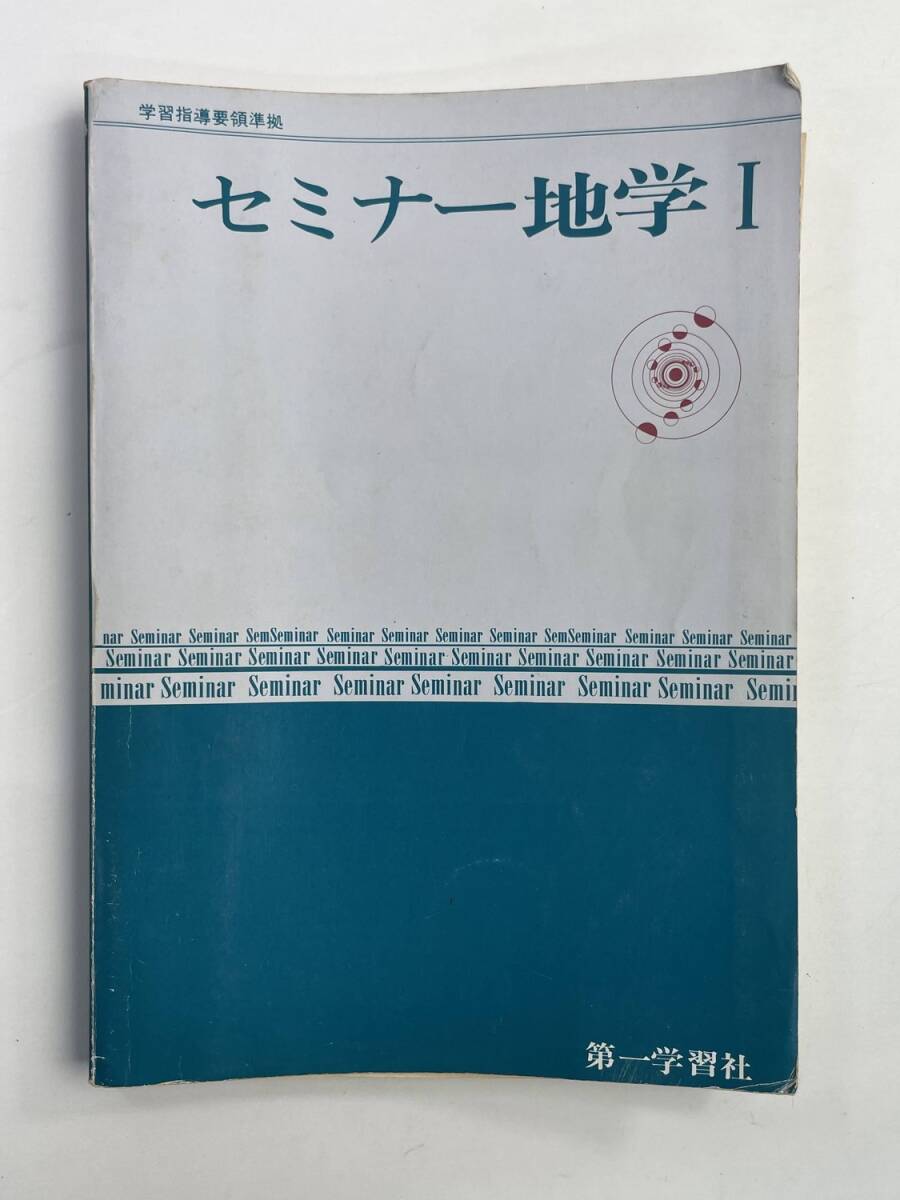 学習指導要領準拠
セミナー地学Ⅰ
nar Seminar Seminar SemSeminar Seminar Seminar Seminar Seminar SemSeminar Seminar Seminar Seminar
Seminar Seminar Seminar Seminar Seminar Seminar Seminar Seminar Seminar Seminar
minar Seminar Seminar Seminar Seminar Seminar Seminar Seminar Semi
第一学習社